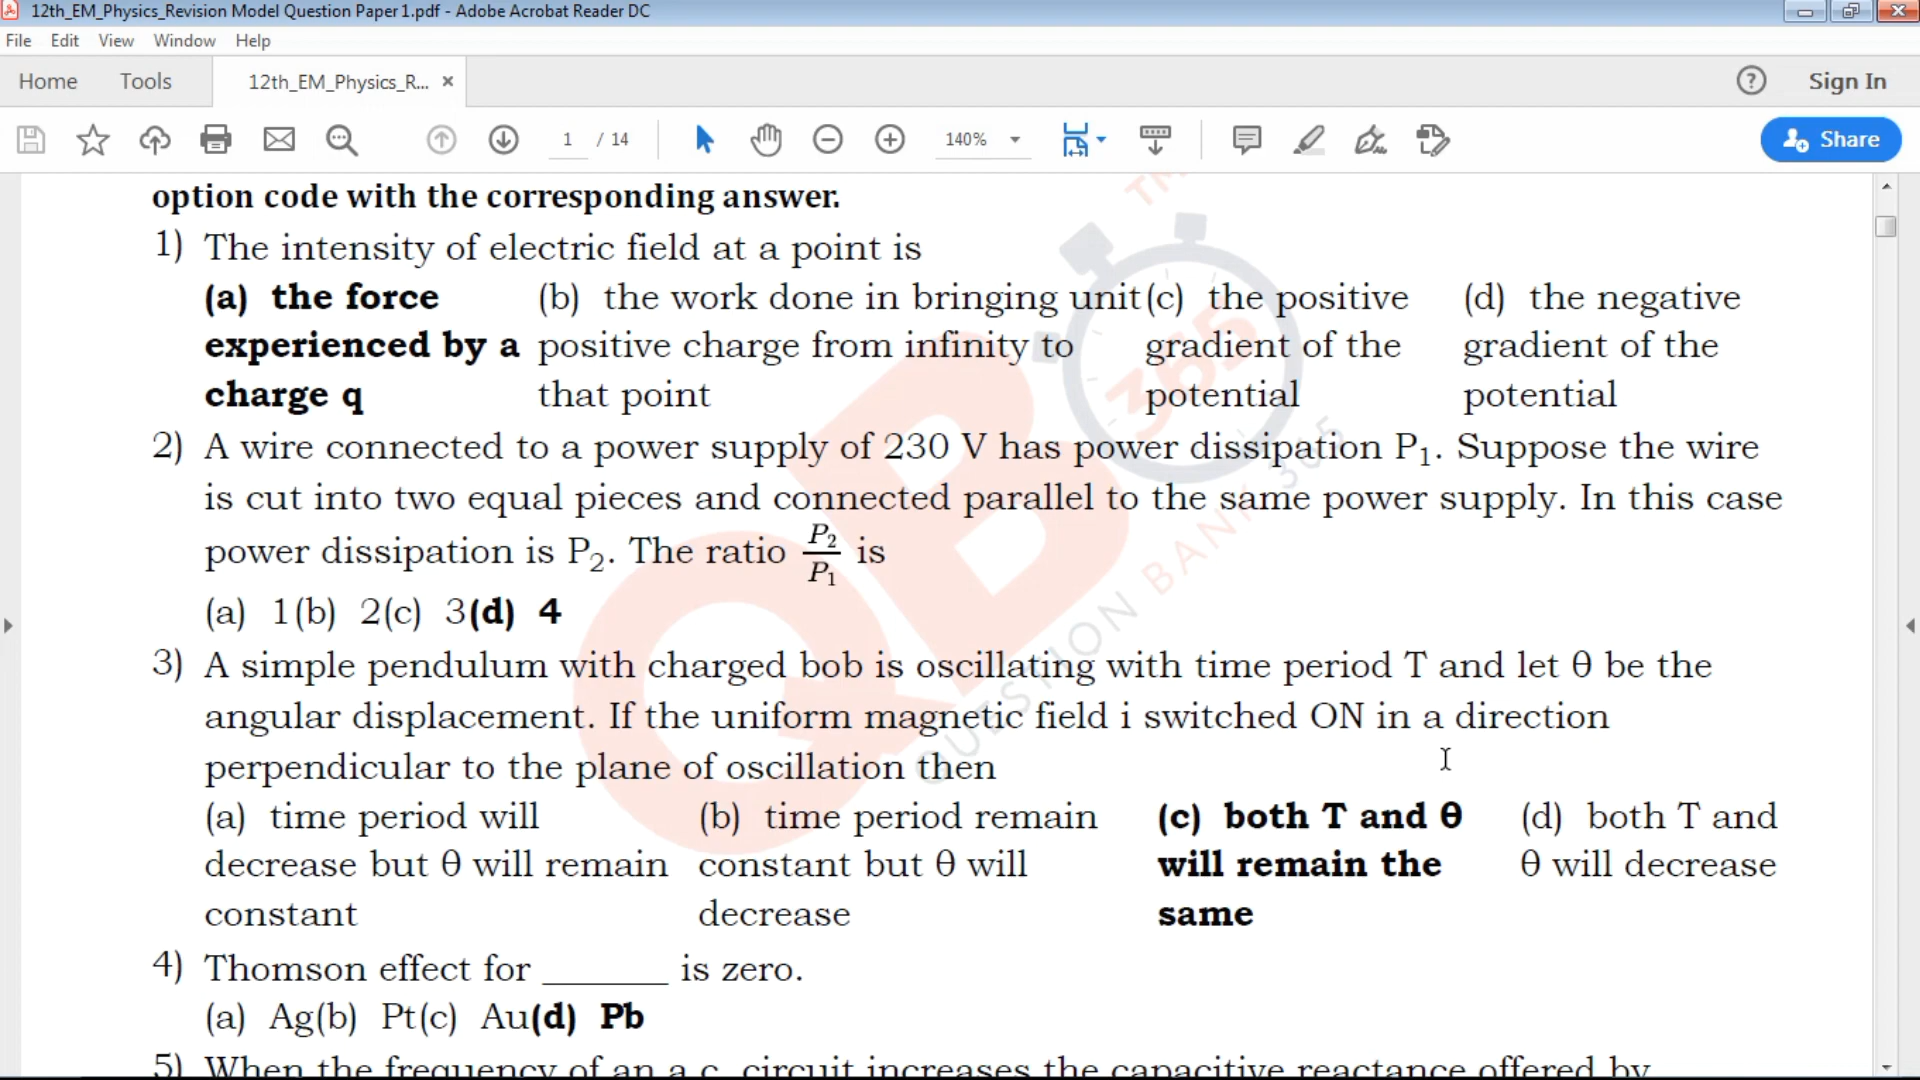 12th_EM_Physics_Revision Model Question Paper 1.pdf - Adobe Acrobat Reader DC
File Edit View Window Help
Home Tools 12th_EM_Physics_R... × ? Sign In
1 / 14 140% Share
option code with the corresponding answer.
1) The intensity of electric field at a point is
(a) the force (b) the work done in bringing unit (c) the positive (d) the negative
experienced by a positive charge from infinity to gradient of the gradient of the
charge q that point potential potential
2) A wire connected to a power supply of 230 V has power dissipation P₁. Suppose the wire
is cut into two equal pieces and connected parallel to the same power supply. In this case
power dissipation is P₂. The ratio P₂/P₁ is
(a) 1(b) 2(c) 3(d) 4
3) A simple pendulum with charged bob is oscillating with time period T and let θ be the
angular displacement. If the uniform magnetic field i switched ON in a direction
perpendicular to the plane of oscillation then
(a) time period will (b) time period remain (c) both T and θ (d) both T and
decrease but θ will remain constant but θ will will remain the θ will decrease
constant decrease same
4) Thomson effect for _______ is zero.
(a) Ag(b) Pt(c) Au(d) Pb
5) When the frequency of an a.c. circuit increases the capacitive reactance offered by
QB
365
TM
QUESTION BANK 365